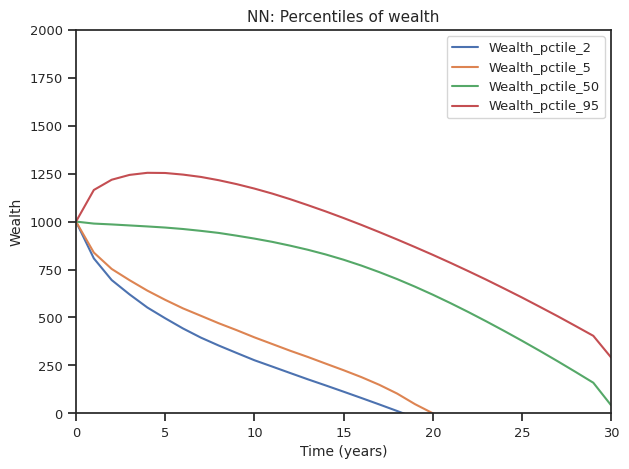 NN: Percentiles of wealth
2000
1750
1500
1250
1000
750
500
250
0
Wealth
Wealth_pctile_2
Wealth_pctile_5
Wealth_pctile_50
Wealth_pctile_95
0 5 10 15 20 25 30
Time (years)